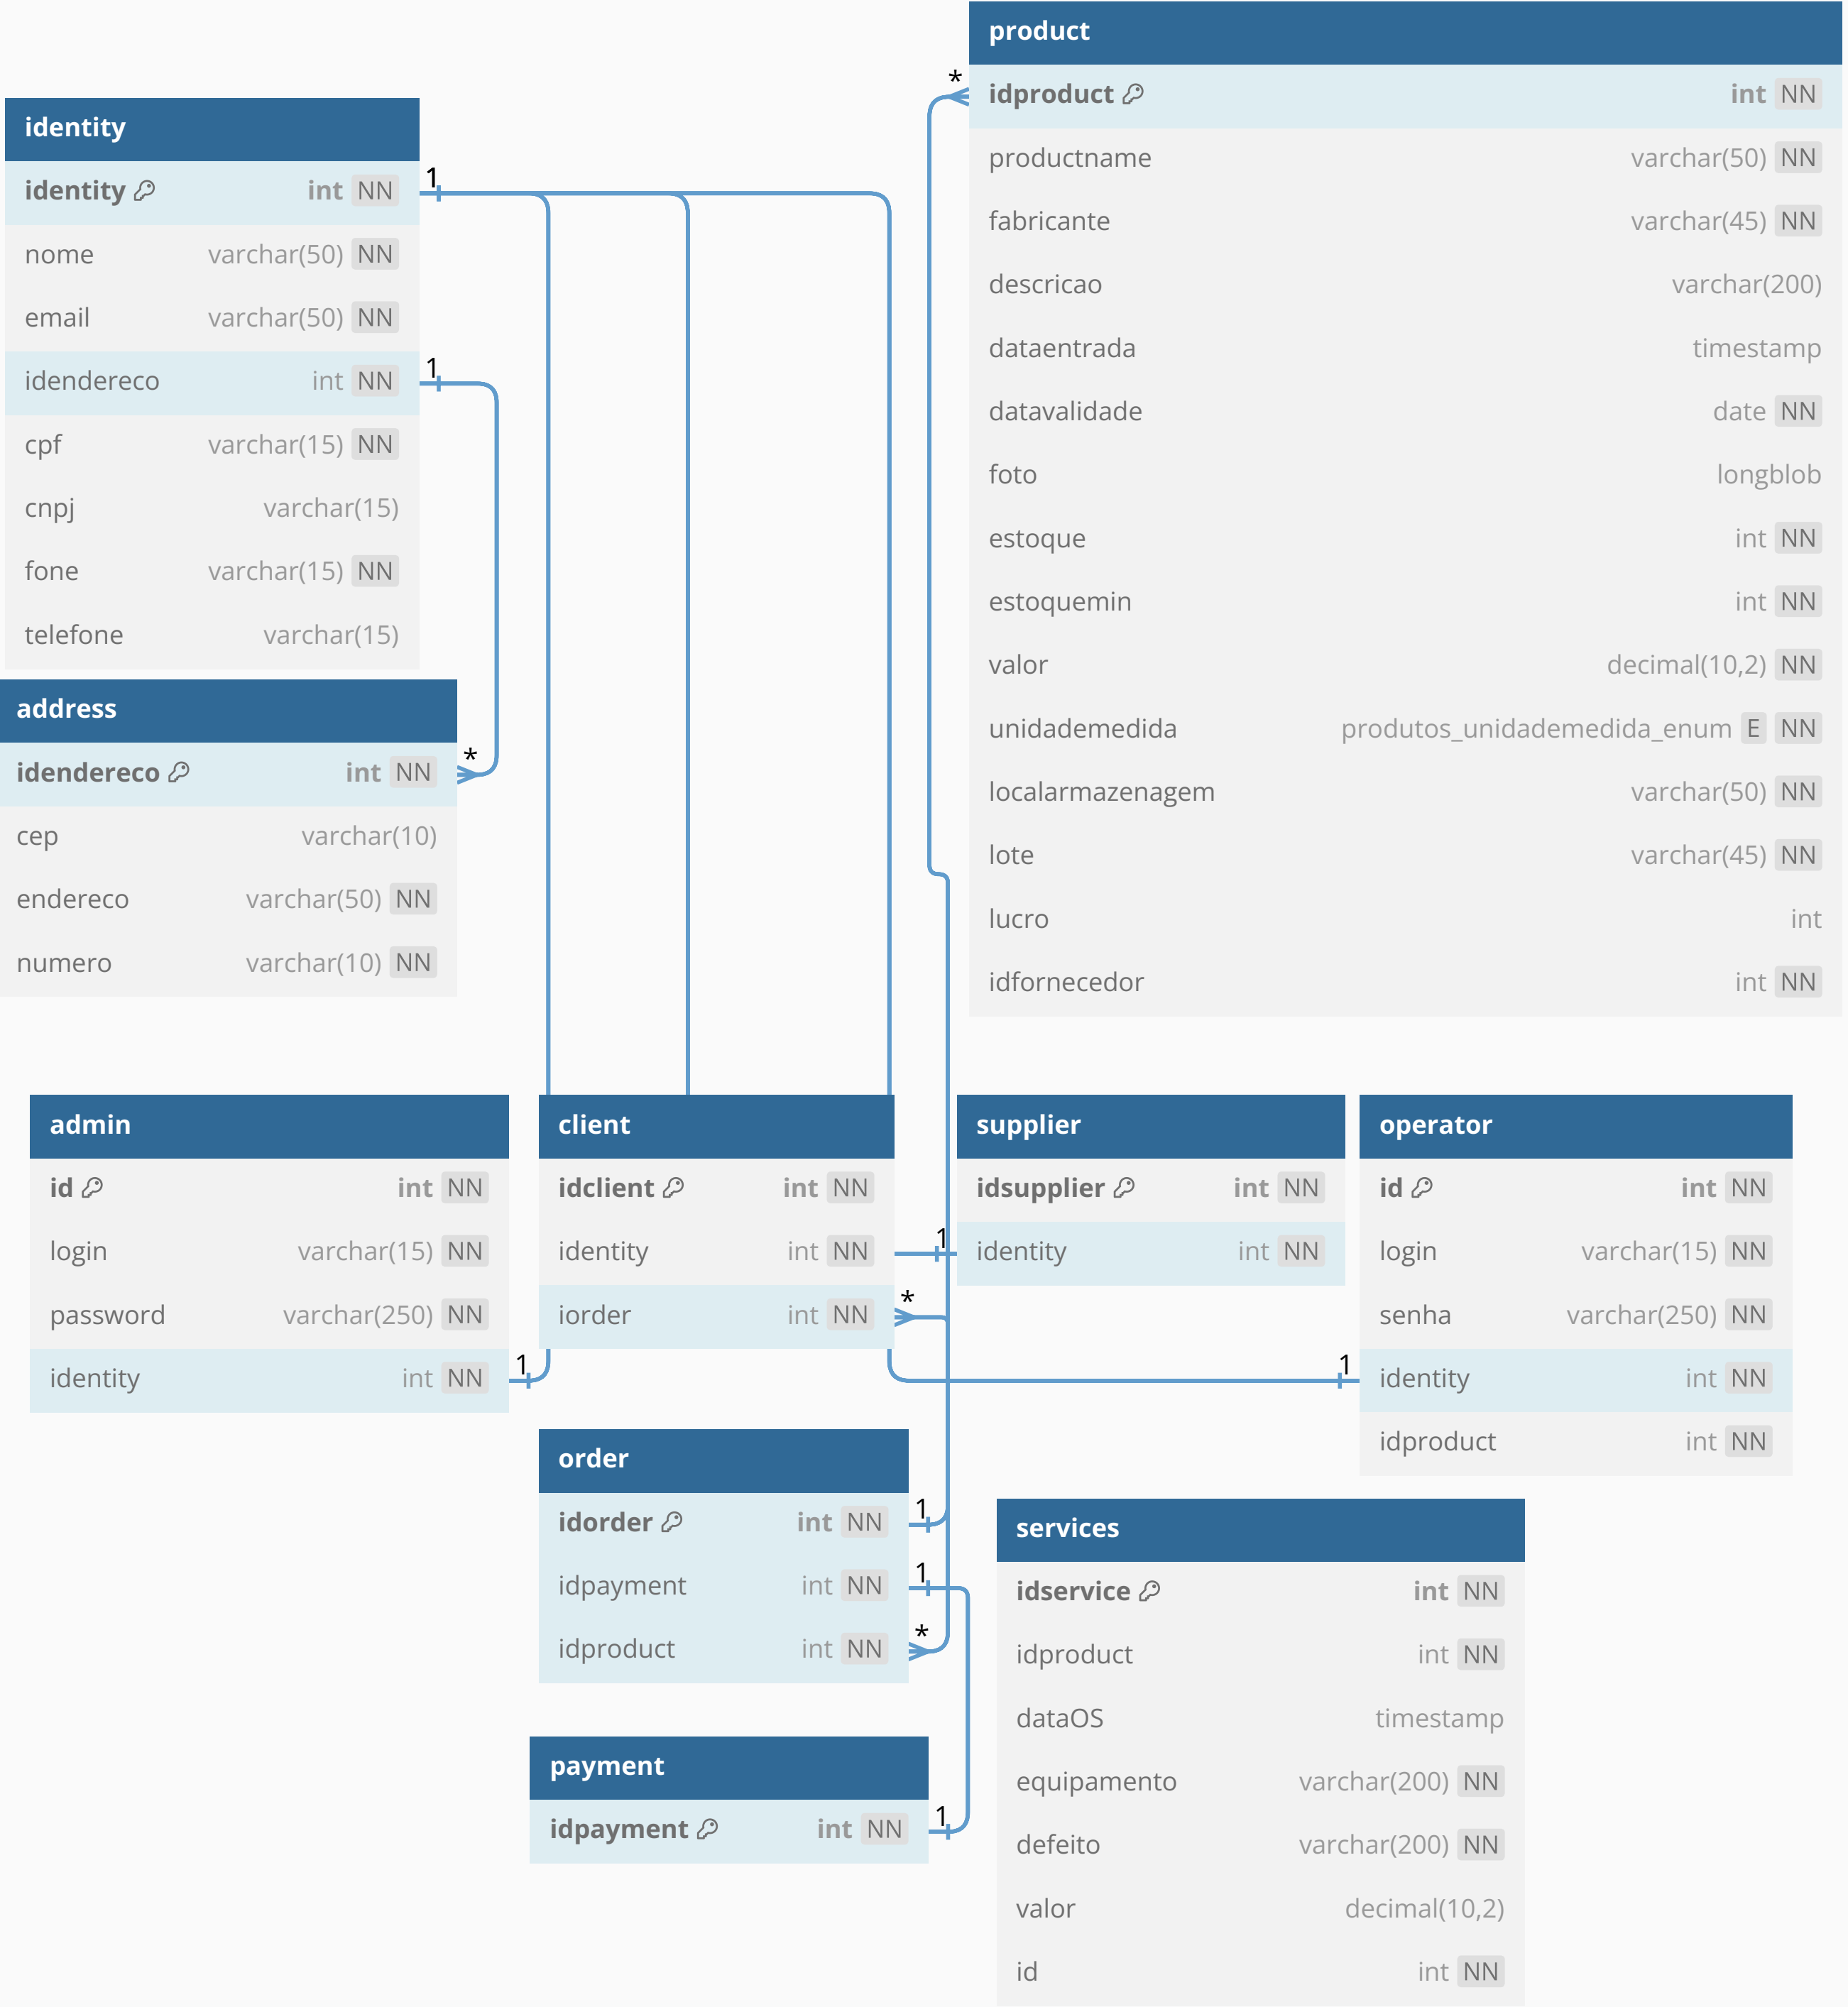 product
idproduct int NN
productname varchar(50) NN
fabricante varchar(45) NN
descricao varchar(200)
dataentrada timestamp
datavalidade date NN
foto longblob
estoque int NN
estoquemin int NN
valor decimal(10,2) NN
unidademedida produtos_unidademedida_enum E NN
localarmazenagem varchar(50) NN
lote varchar(45) NN
lucro int
idfornecedor int NN
*
identity
identity int NN
1
nome varchar(50) NN
email varchar(50) NN
idendereco int NN
1
cpf varchar(15) NN
cnpj varchar(15)
fone varchar(15) NN
telefone varchar(15)
address
idendereco int NN
*
cep varchar(10)
endereco varchar(50) NN
numero varchar(10) NN
admin
id int NN
login varchar(15) NN
password varchar(250) NN
identity int NN
1
client
idclient int NN
identity int NN
iorder int NN
*
supplier
idsupplier int NN
1
identity int NN
operator
id int NN
login varchar(15) NN
senha varchar(250) NN
1
identity int NN
idproduct int NN
order
idorder int NN
1
idpayment int NN
1
idproduct int NN
*
payment
idpayment int NN
1
services
idservice int NN
idproduct int NN
dataOS timestamp
equipamento varchar(200) NN
defeito varchar(200) NN
valor decimal(10,2)
id int NN